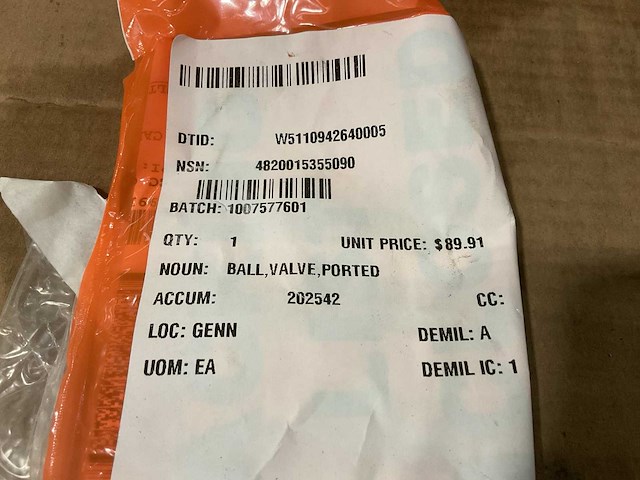 DTID: W5110942640005
NSN: 4820015355090
BATCH: 1007577601
QTY: 1 UNIT PRICE: $89.91
NOUN: BALL,VALVE,PORTED
ACCUM: 202542 CC:
LOC: GENN DEMIL: A
UOM: EA DEMIL IC: 1